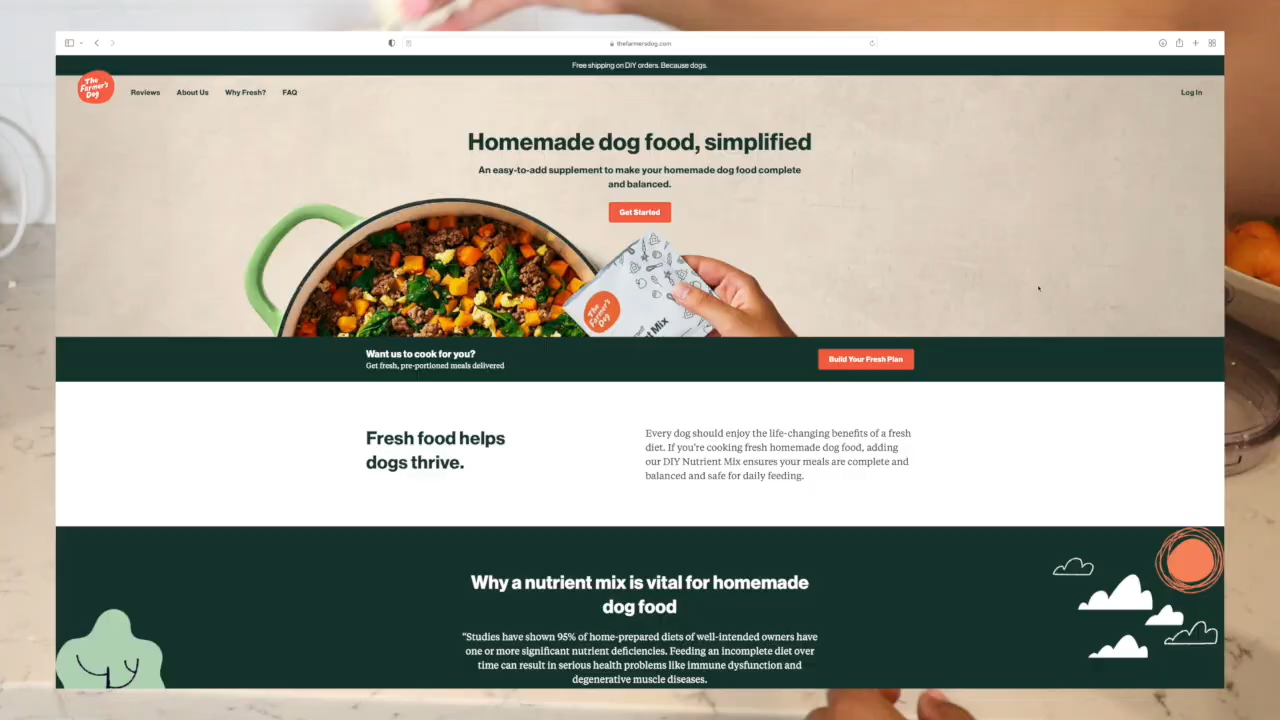 thefarmersdog.com
Free shipping on DIY orders. Because dogs.
The
Farmer's
Dog
Reviews
About Us
Why Fresh?
FAQ
Log In
Homemade dog food, simplified
An easy-to-add supplement to make your homemade dog food complete
and balanced.
Get Started
The
Farmer's
Dog
Mix
Want us to cook for you?
Get fresh, pre-portioned meals delivered
Build Your Fresh Plan
Fresh food helps
dogs thrive.
Every dog should enjoy the life-changing benefits of a fresh
diet. If you're cooking fresh homemade dog food, adding
our DIY Nutrient Mix ensures your meals are complete and
balanced and safe for daily feeding.
Why a nutrient mix is vital for homemade
dog food
"Studies have shown 95% of home-prepared diets of well-intended owners have
one or more significant nutrient deficiencies. Feeding an incomplete diet over
time can result in serious health problems like immune dysfunction and
degenerative muscle diseases.